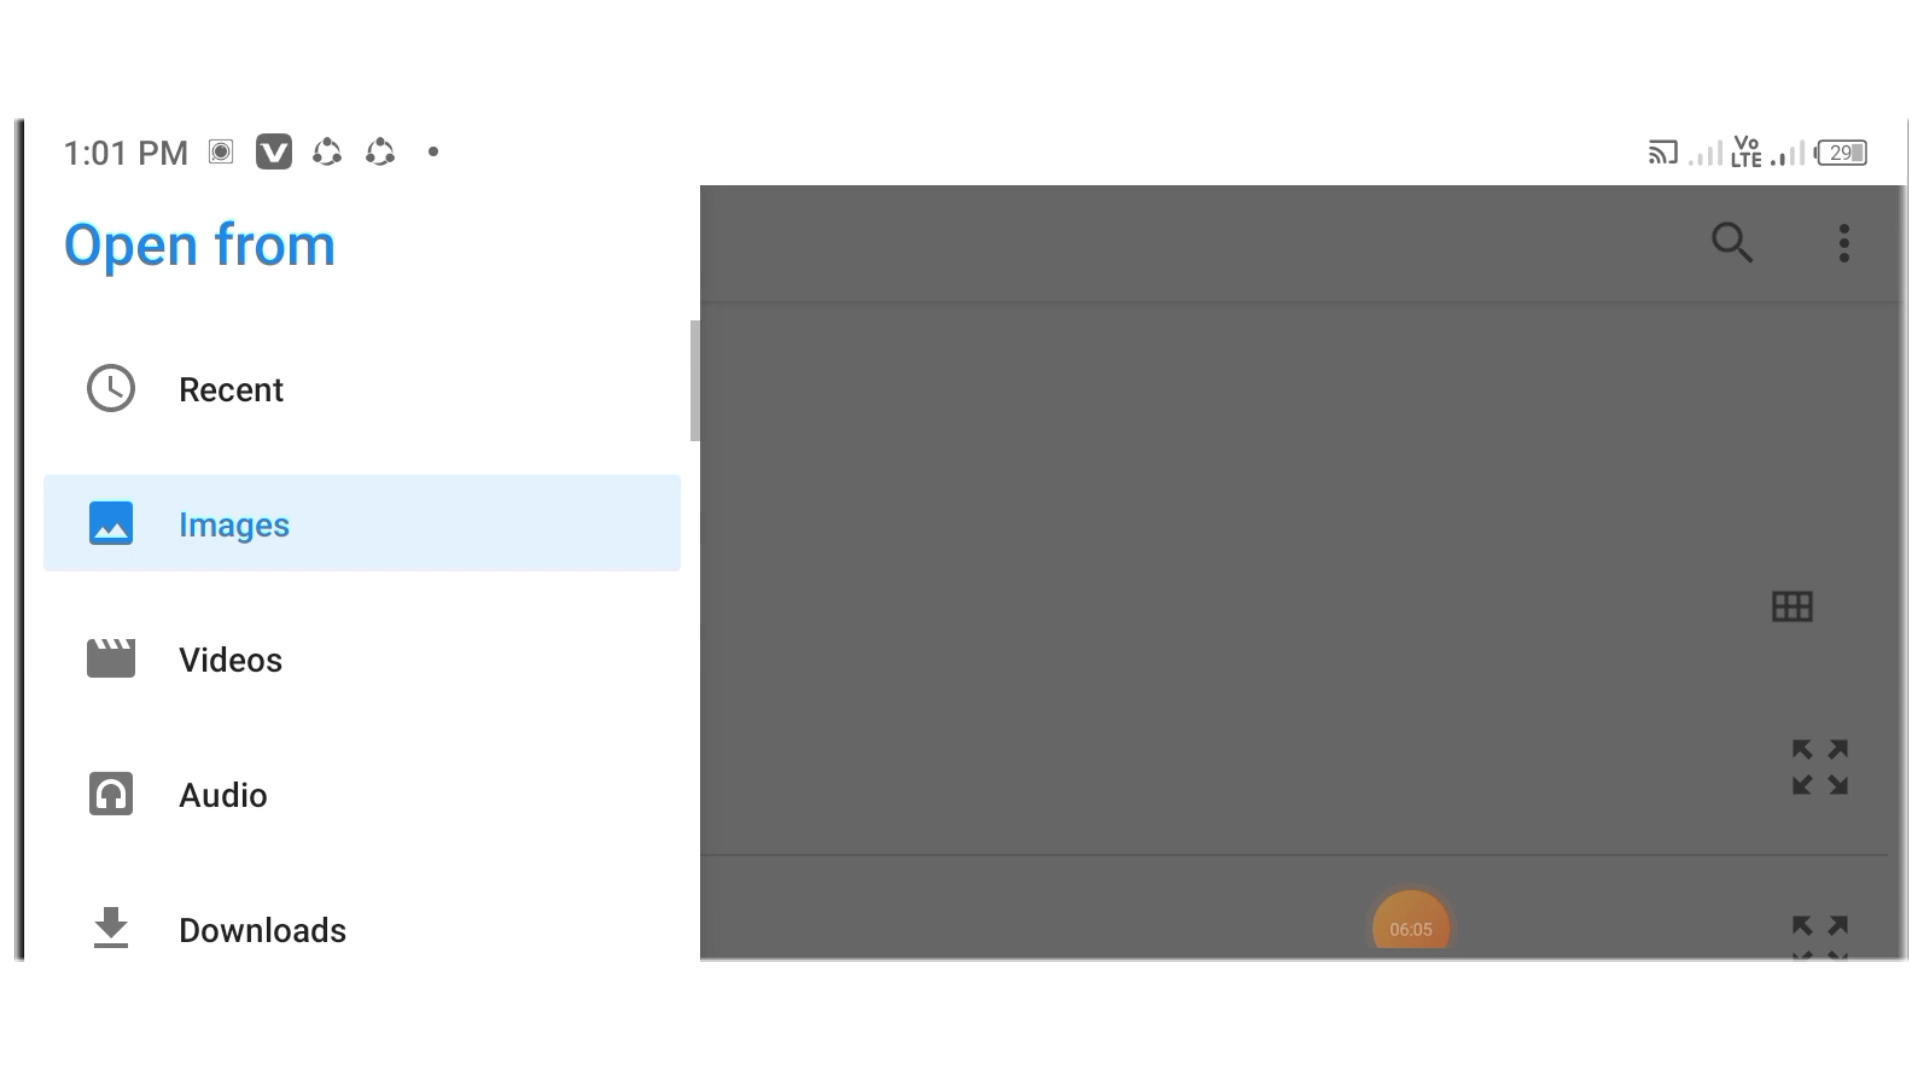 1:01 PM
Vo
LTE
29
Open from
Recent
Images
Videos
Audio
Downloads
06:05